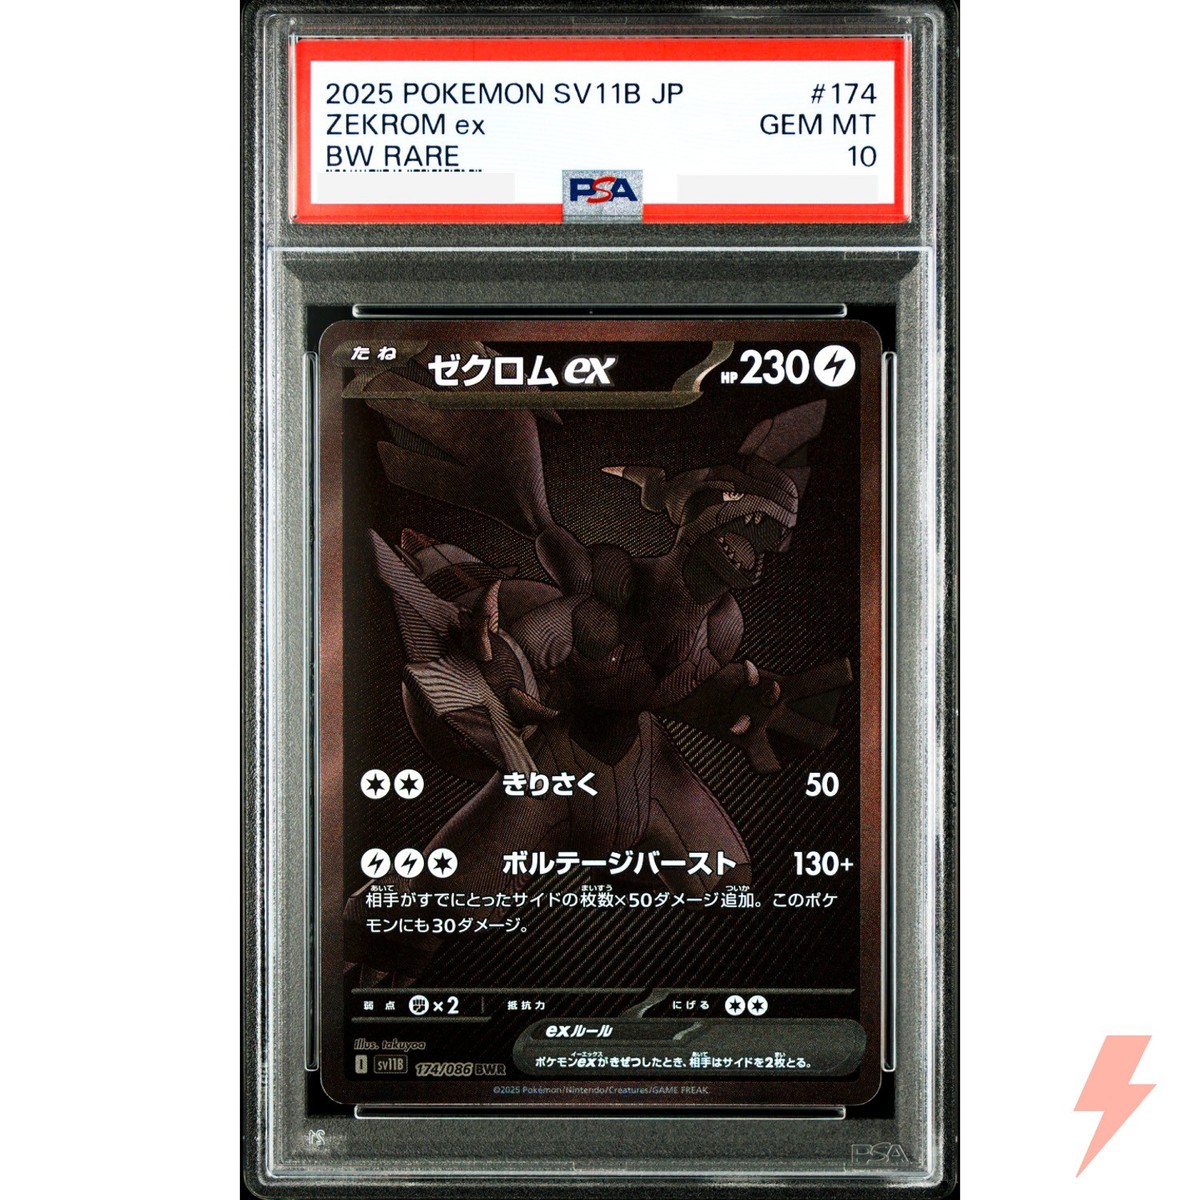 2025 POKEMON SV11B JP #174
ZEKROM ex GEM MT
BW RARE 10
PSA
たね ゼクロムex HP230
きりさく 50
ボルテージバースト 130+
相手がすでにとったサイドの枚数×50ダメージ追加。このポケ
モンにも30ダメージ。
弱点 ×2 抵抗力 にげる
exルール
ポケモンexがきぜつしたとき、相手はサイドを2枚とる。
Illus. takuyoa
I sv11B 174/086 BWR
©2025 Pokémon/Nintendo/Creatures/GAME FREAK.
PSA